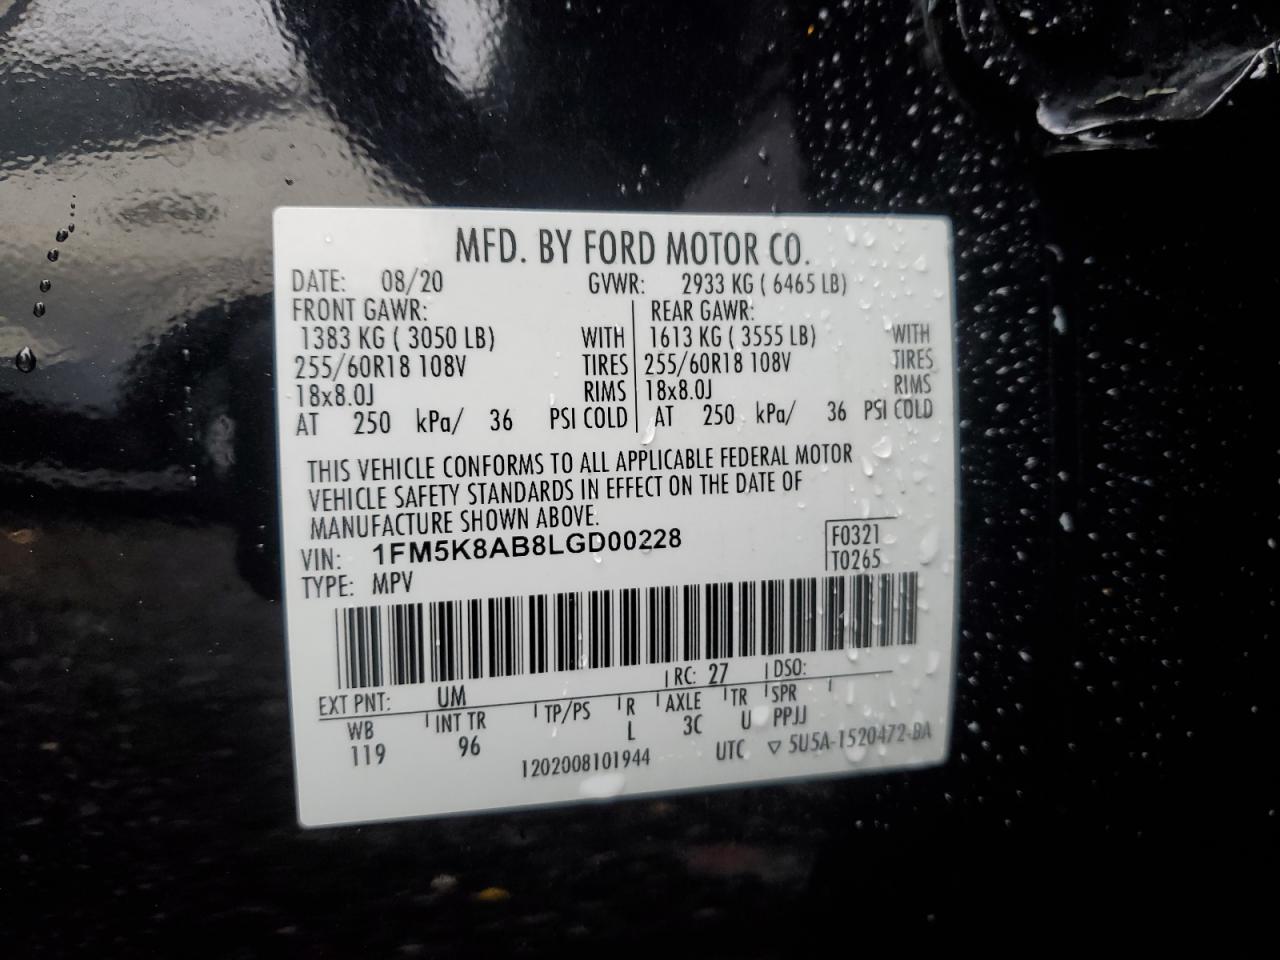 MFD. BY FORD MOTOR CO.
DATE: 08/20 GVWR: 2933 KG ( 6465 LB)
FRONT GAWR: REAR GAWR:
1383 KG ( 3050 LB) WITH 1613 KG ( 3555 LB) WITH
255/60R18 108V TIRES 255/60R18 108V TIRES
18x8.0J RIMS 18x8.0J RIMS
AT 250 kPa/ 36 PSI COLD AT 250 kPa/ 36 PSI COLD
THIS VEHICLE CONFORMS TO ALL APPLICABLE FEDERAL MOTOR
VEHICLE SAFETY STANDARDS IN EFFECT ON THE DATE OF
MANUFACTURE SHOWN ABOVE.
VIN: 1FM5K8AB8LGD00228 F0321
TYPE: MPV T0265
EXT PNT: UM RC: 27 DSO:
WB INT TR TP/PS R AXLE TR SPR
119 96 L 3C U PPJJ
1202008101944 UTC ▽ 5U5A-1520472-BA